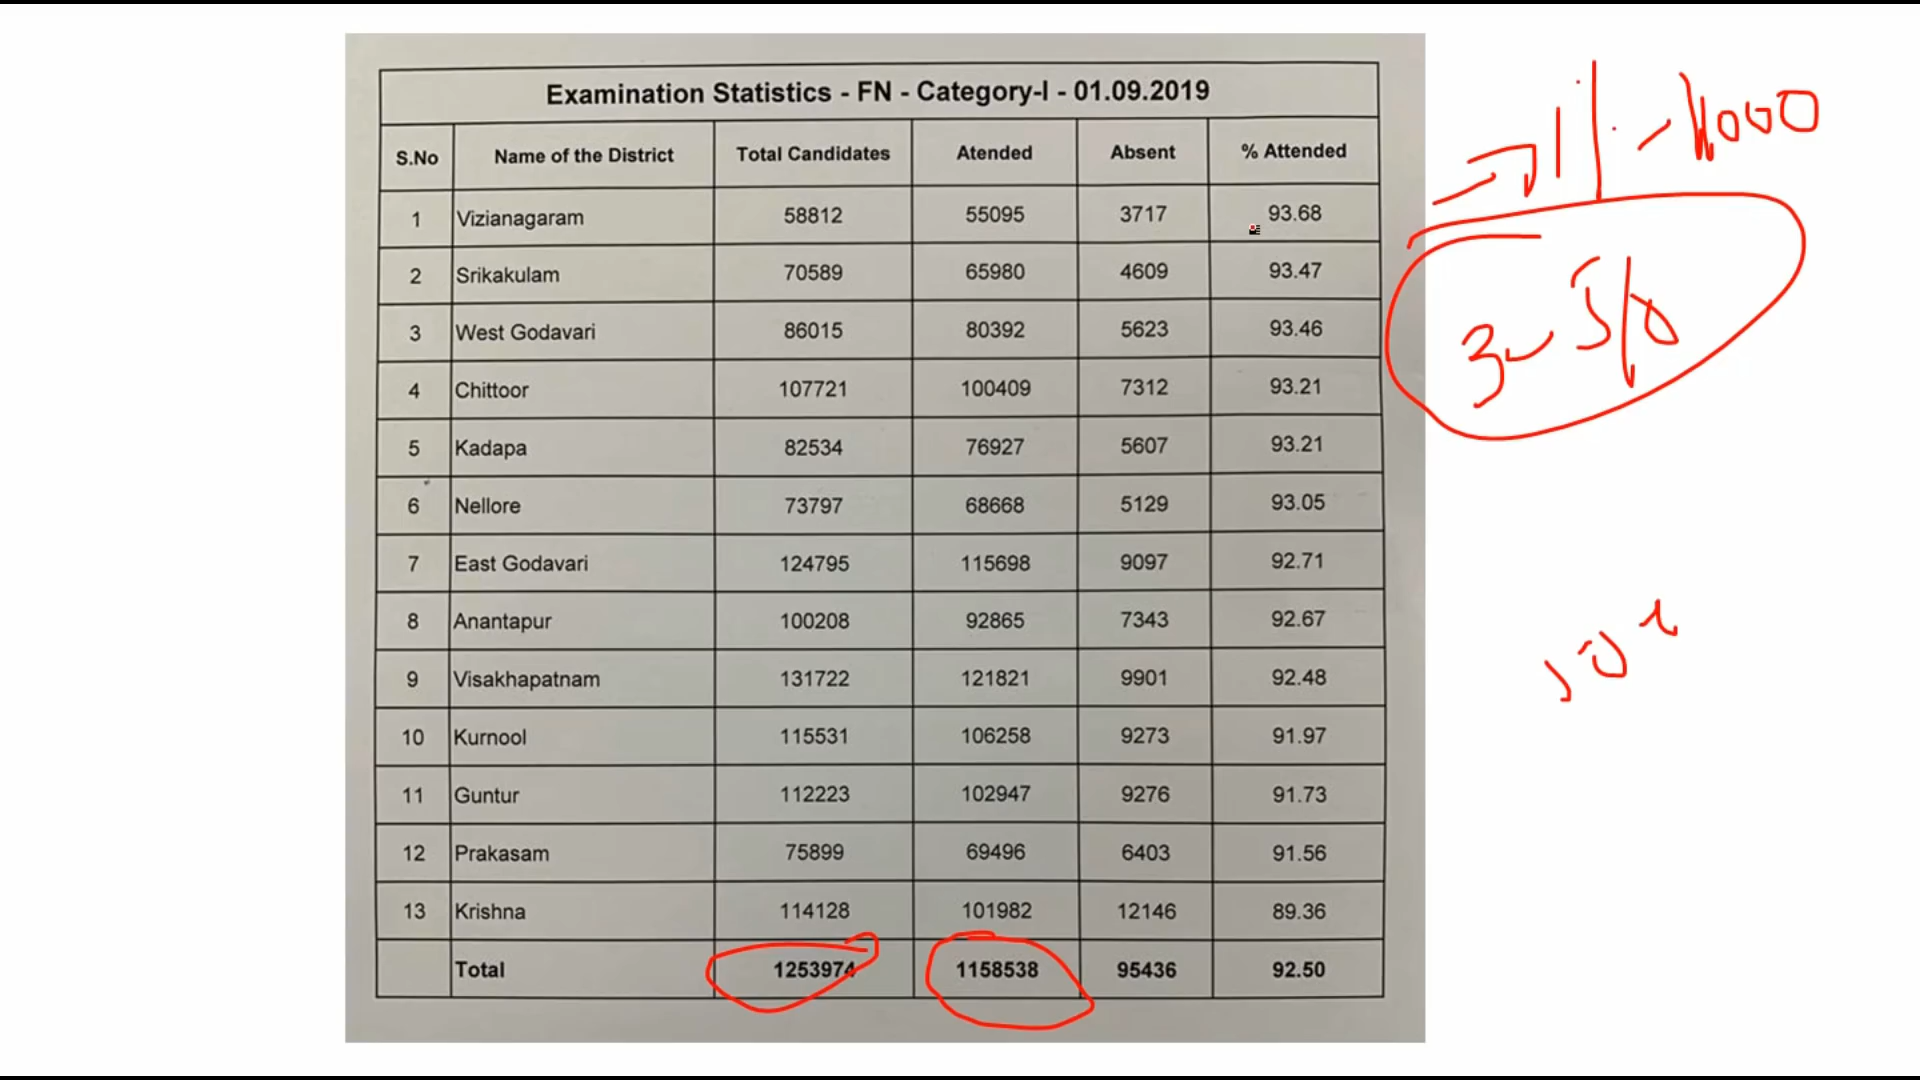 Examination Statistics - FN - Category-I - 01.09.2019
S.No Name of the District Total Candidates Atended Absent % Attended
1 Vizianagaram 58812 55095 3717 93.68
2 Srikakulam 70589 65980 4609 93.47
3 West Godavari 86015 80392 5623 93.46
4 Chittoor 107721 100409 7312 93.21
5 Kadapa 82534 76927 5607 93.21
6 Nellore 73797 68668 5129 93.05
7 East Godavari 124795 115698 9097 92.71
8 Anantapur 100208 92865 7343 92.67
9 Visakhapatnam 131722 121821 9901 92.48
10 Kurnool 115531 106258 9273 91.97
11 Guntur 112223 102947 9276 91.73
12 Prakasam 75899 69496 6403 91.56
13 Krishna 114128 101982 12146 89.36
Total 1253974 1158538 95436 92.50